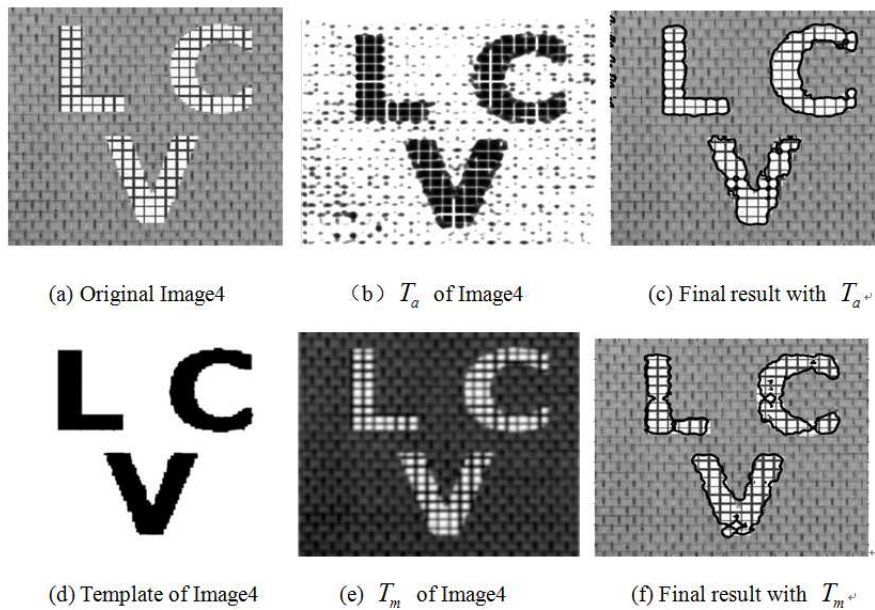 L C
V
L C
V
L C
V
(a) Original Image4
（b）Tₐ of Image4
(c) Final result with Tₐ
L C
V
L C
V
L C
V
(d) Template of Image4
(e) Tₘ of Image4
(f) Final result with Tₘ